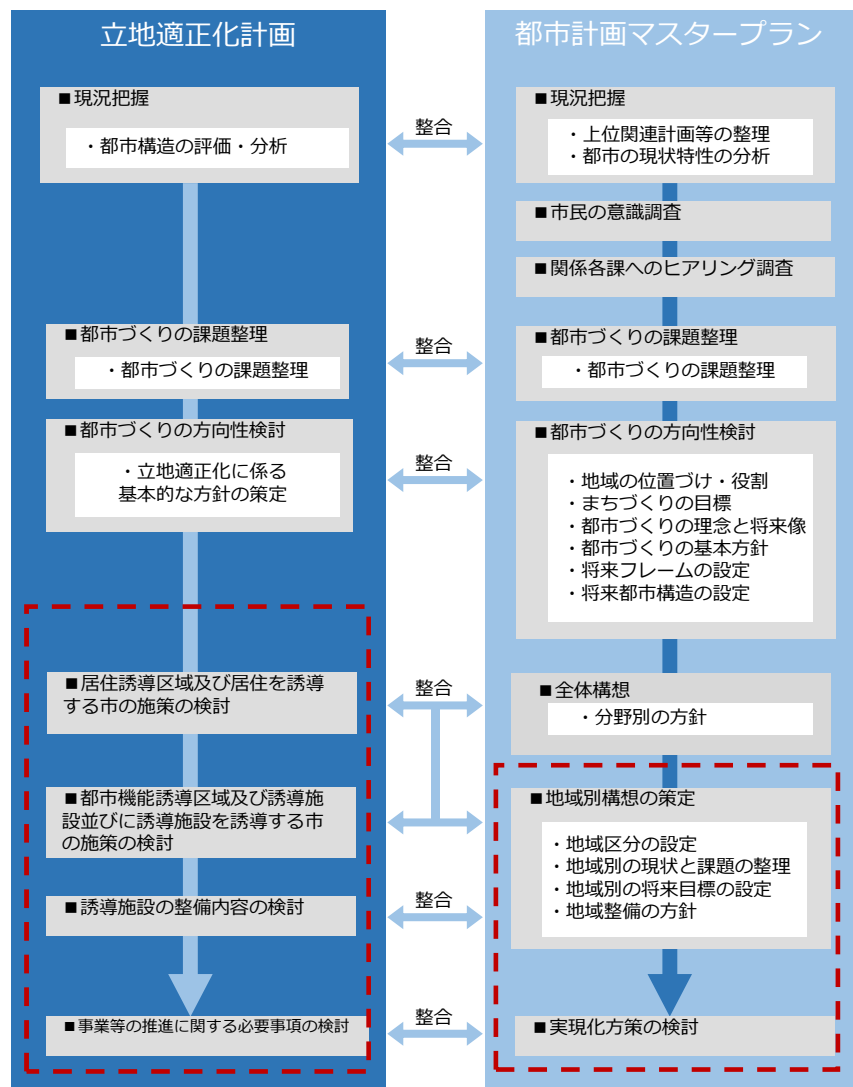 立地適正化計画
■現況把握
・都市構造の評価・分析
■都市づくりの課題整理
・都市づくりの課題整理
■都市づくりの方向性検討
・立地適正化に係る
基本的な方針の策定
■居住誘導区域及び居住を誘導
する市の施策の検討
■都市機能誘導区域及び誘導施
設並びに誘導施設を誘導する市
の施策の検討
■誘導施設の整備内容の検討
■事業等の推進に関する必要事項の検討
整合
整合
整合
整合
整合
整合
都市計画マスタープラン
■現況把握
・上位関連計画等の整理
・都市の現状特性の分析
■市民の意識調査
■関係各課へのヒアリング調査
■都市づくりの課題整理
・都市づくりの課題整理
■都市づくりの方向性検討
・地域の位置づけ・役割
・まちづくりの目標
・都市づくりの理念と将来像
・都市づくりの基本方針
・将来フレームの設定
・将来都市構造の設定
■全体構想
・分野別の方針
■地域別構想の策定
・地域区分の設定
・地域別の現状と課題の整理
・地域別の将来目標の設定
・地域整備の方針
■実現化方策の検討